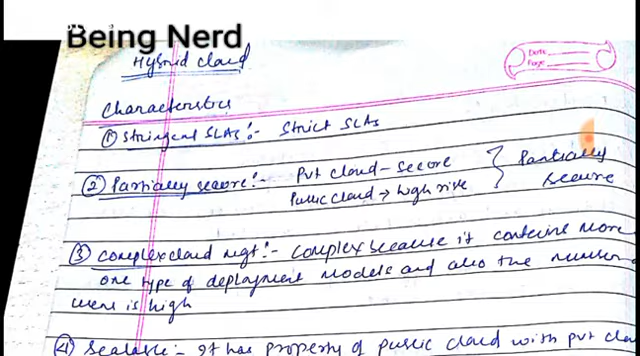 Being Nerd
Hybrid Cloud
Date
Page
Characteristics
① Stringent SLAs :- Strict SLAs
② Partially secure :- Pvt cloud - Secure
Public Cloud → high risk
Partially
Secure
③ Complex cloud mgt :- Complex because it contains more
one type of deployment models and also the number
users is high
④ Scalable :- It has property of public cloud with pvt